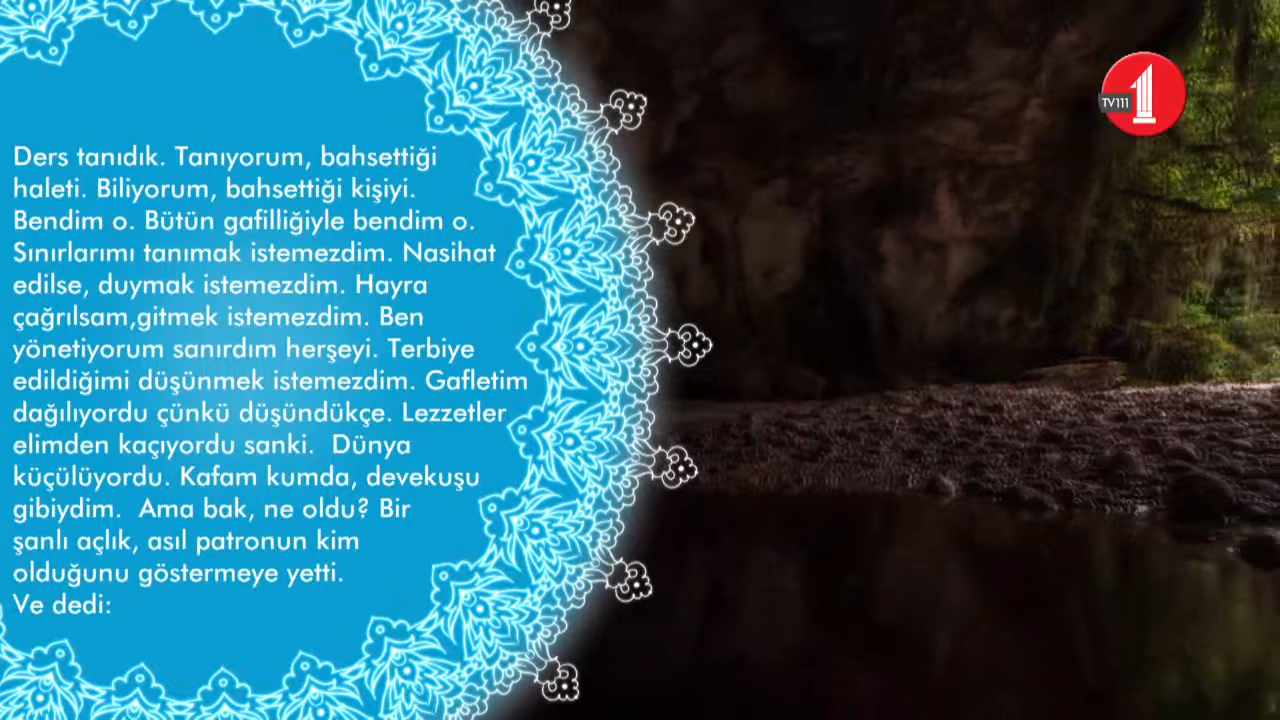 Ders tanıdık. Tanıyorum, bahsettiği
haleti. Biliyorum, bahsettiği kişiyi.
Bendim o. Bütün gafilliğiyle bendim o.
Sınırlarımı tanımak istemezdim. Nasihat
edilse, duymak istemezdim. Hayra
çağrılsam,gitmek istemezdim. Ben
yönetiyorum sanırdım herşeyi. Terbiye
edildiğimi düşünmek istemezdim. Gafletim
dağılıyordu çünkü düşündükçe. Lezzetler
elimden kaçıyordu sanki.  Dünya
küçülüyordu. Kafam kumda, devekuşu
gibiydim.  Ama bak, ne oldu? Bir
şanlı açlık, asıl patronun kim
olduğunu göstermeye yetti.
Ve dedi:
TV111 1